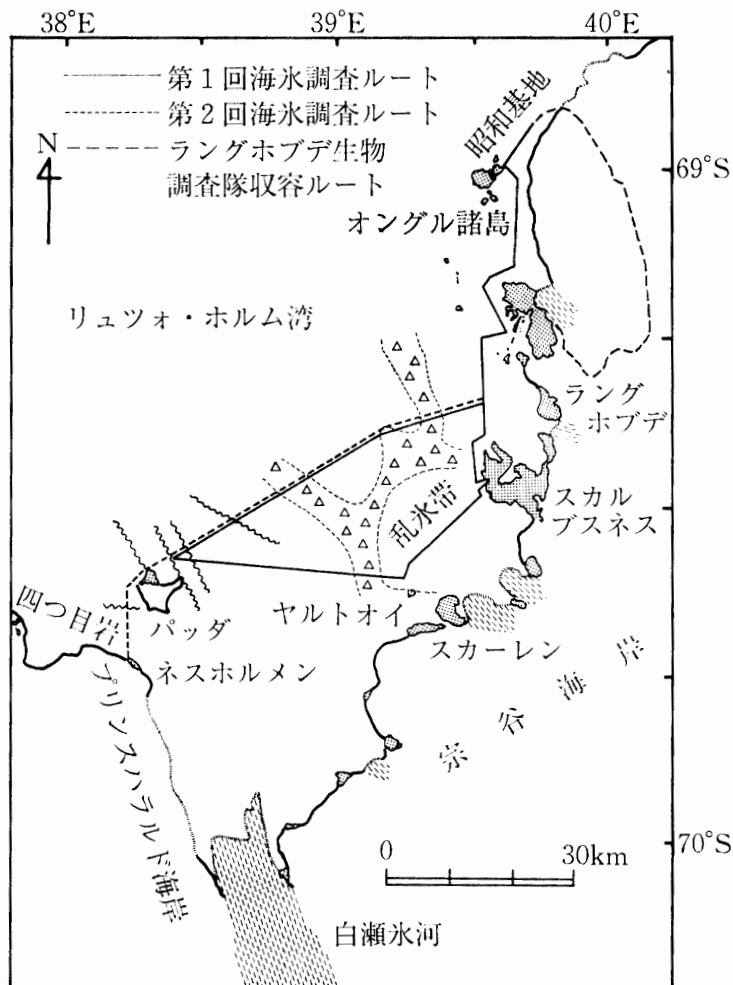 38°E
39°E
40°E
第1回海氷調査ルート
第2回海氷調査ルート
ラングホブデ生物
調査隊収容ルート
N
昭和基地
69°S
オングル諸島
リュツォ・ホルム湾
ラング
ホブデ
スカル
ブスネス
乱氷帯
四つ目岩
パッダ
ヤルトオイ
スカーレン
ネスホルメン
プリンスハラルド海岸
宗谷海岸
0
30km
70°S
白瀬氷河